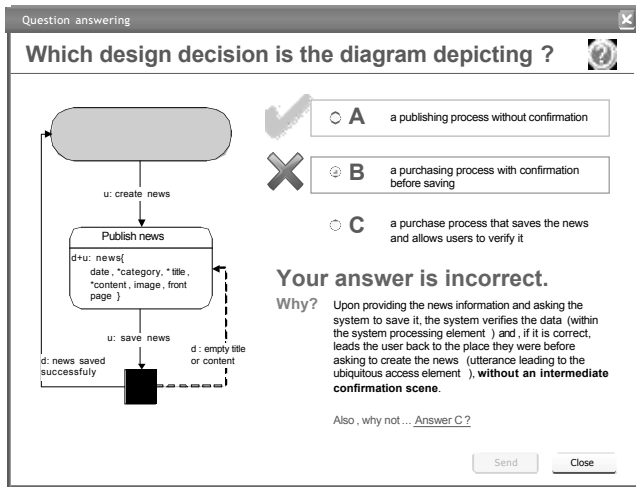 Question answering
Which design decision is the diagram depicting ?
A a publishing process without confirmation
B a purchasing process with confirmation
before saving
C a purchase process that saves the news
and allows users to verify it
u: create news
Publish news
d+u: news{
date , *category, * title ,
*content , image , front
page }
u: save news
d: news saved
successfuly
d : empty title
or content
Your answer is incorrect.
Why? Upon providing the news information and asking the
system to save it, the system verifies the data (within
the system processing element ) and , if it is correct,
leads the user back to the place they were before
asking to create the news (utterance leading to the
ubiquitous access element ), without an intermediate
confirmation scene.
Also , why not ... Answer C ?
Send Close